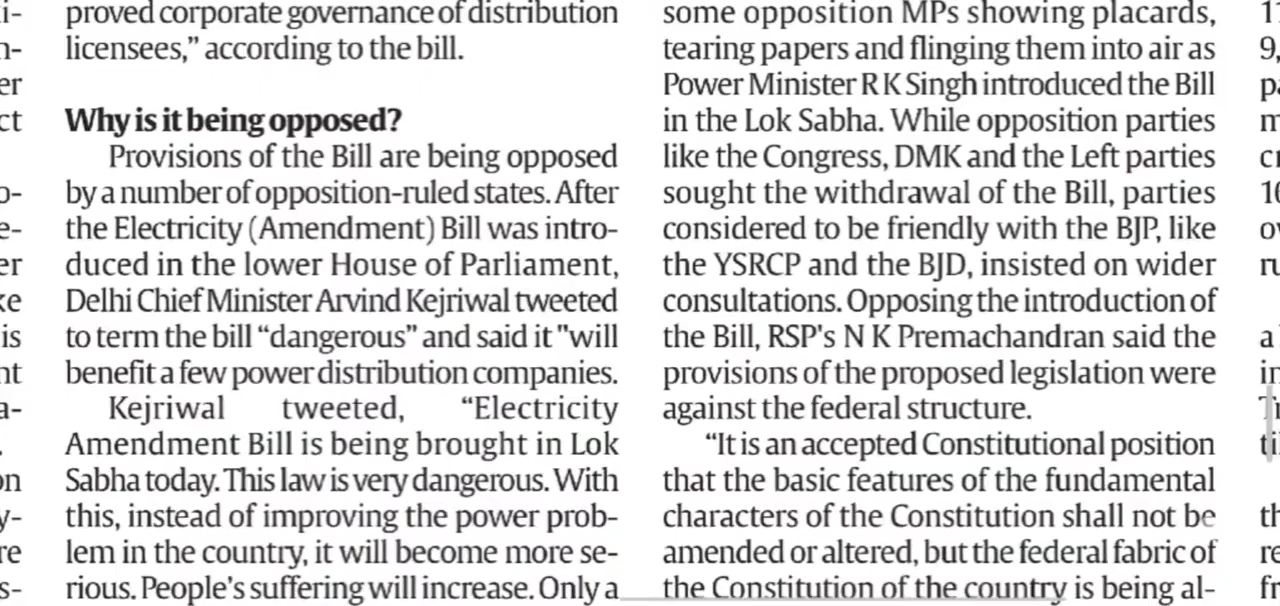 proved corporate governance of distribution
licensees,” according to the bill.
Why is it being opposed?
Provisions of the Bill are being opposed
by a number of opposition-ruled states. After
the Electricity (Amendment) Bill was intro-
duced in the lower House of Parliament,
Delhi Chief Minister Arvind Kejriwal tweeted
to term the bill “dangerous” and said it "will
benefit a few power distribution companies.
Kejriwal tweeted, “Electricity
Amendment Bill is being brought in Lok
Sabha today. This law is very dangerous. With
this, instead of improving the power prob-
lem in the country, it will become more se-
rious. People’s suffering will increase. Only a
some opposition MPs showing placards,
tearing papers and flinging them into air as
Power Minister R K Singh introduced the Bill
in the Lok Sabha. While opposition parties
like the Congress, DMK and the Left parties
sought the withdrawal of the Bill, parties
considered to be friendly with the BJP, like
the YSRCP and the BJD, insisted on wider
consultations. Opposing the introduction of
the Bill, RSP's N K Premachandran said the
provisions of the proposed legislation were
against the federal structure.
“It is an accepted Constitutional position
that the basic features of the fundamental
characters of the Constitution shall not be
amended or altered, but the federal fabric of
the Constitution of the country is being al-